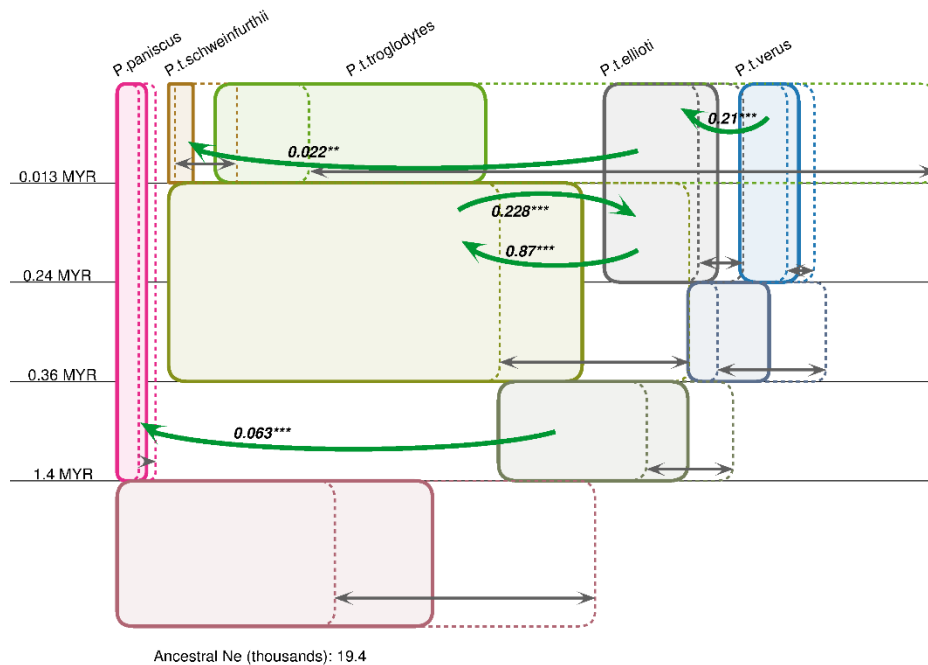 P.paniscus
P.t.schweinfurthii
P.t.troglodytes
P.t.ellioti
P.t.verus
0.21***
0.022**
0.013 MYR
0.228***
0.87***
0.24 MYR
0.36 MYR
0.063***
1.4 MYR
Ancestral Ne (thousands): 19.4